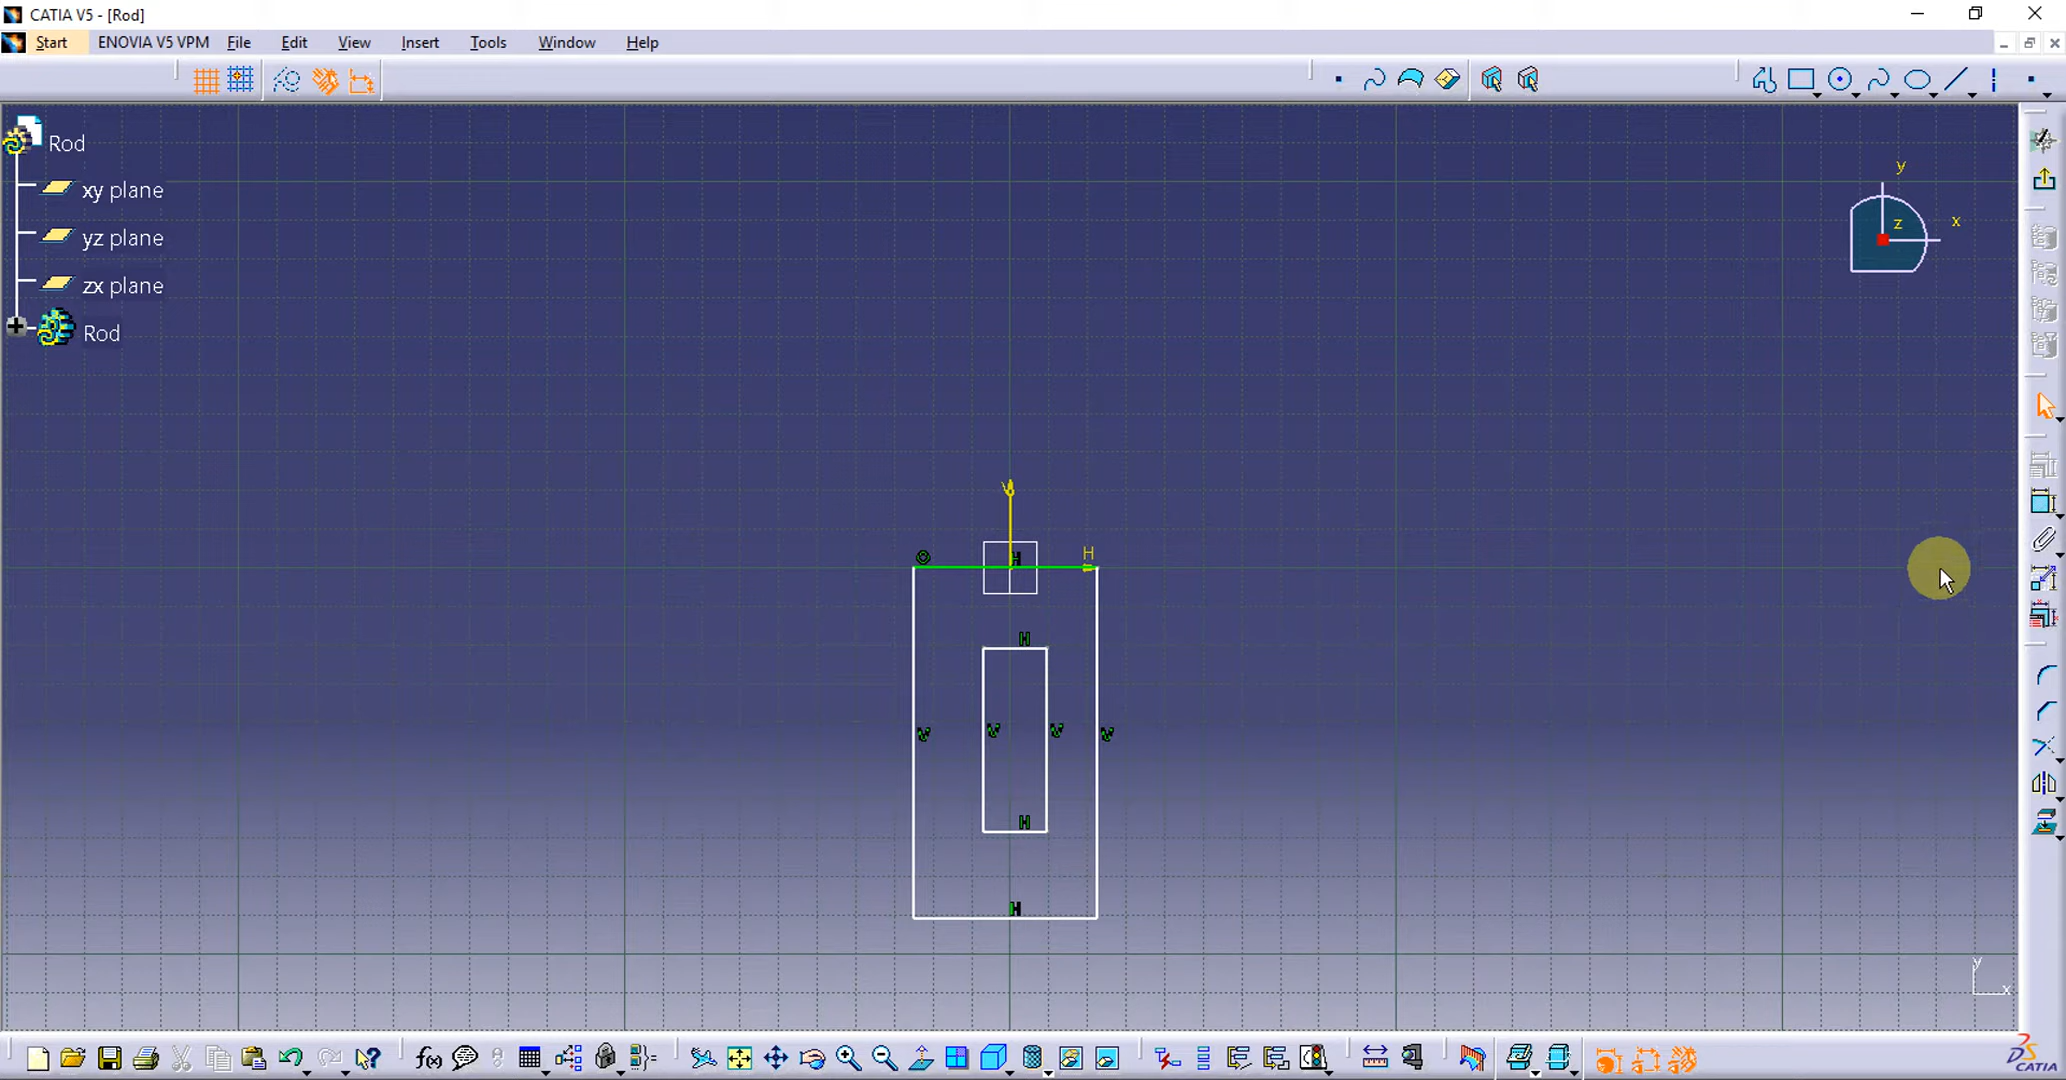 CATIA V5 - [Rod]
Start ENOVIA V5 VPM File Edit View Insert Tools Window Help
Rod
xy plane
yz plane
zx plane
Rod
y
x
z
V
H
H
H
V V V V
H
H
y
x
f(x)
DS
CATIA